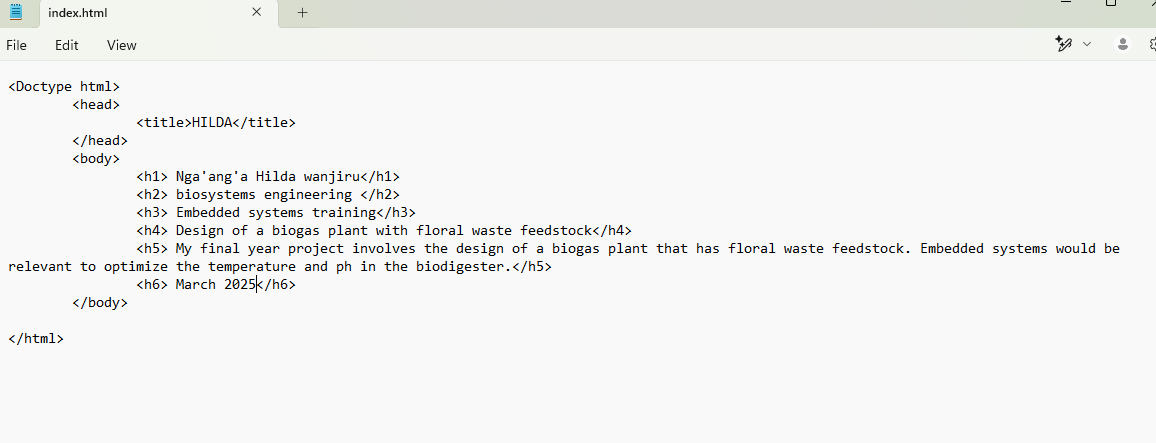 index.html
File Edit View
<Doctype html>
<head>
<title>HILDA</title>
</head>
<body>
<h1> Nga'ang'a Hilda wanjiru</h1>
<h2> biosystems engineering </h2>
<h3> Embedded systems training</h3>
<h4> Design of a biogas plant with floral waste feedstock</h4>
<h5> My final year project involves the design of a biogas plant that has floral waste feedstock. Embedded systems would be
relevant to optimize the temperature and ph in the biodigester.</h5>
<h6> March 2025</h6>
</body>
</html>